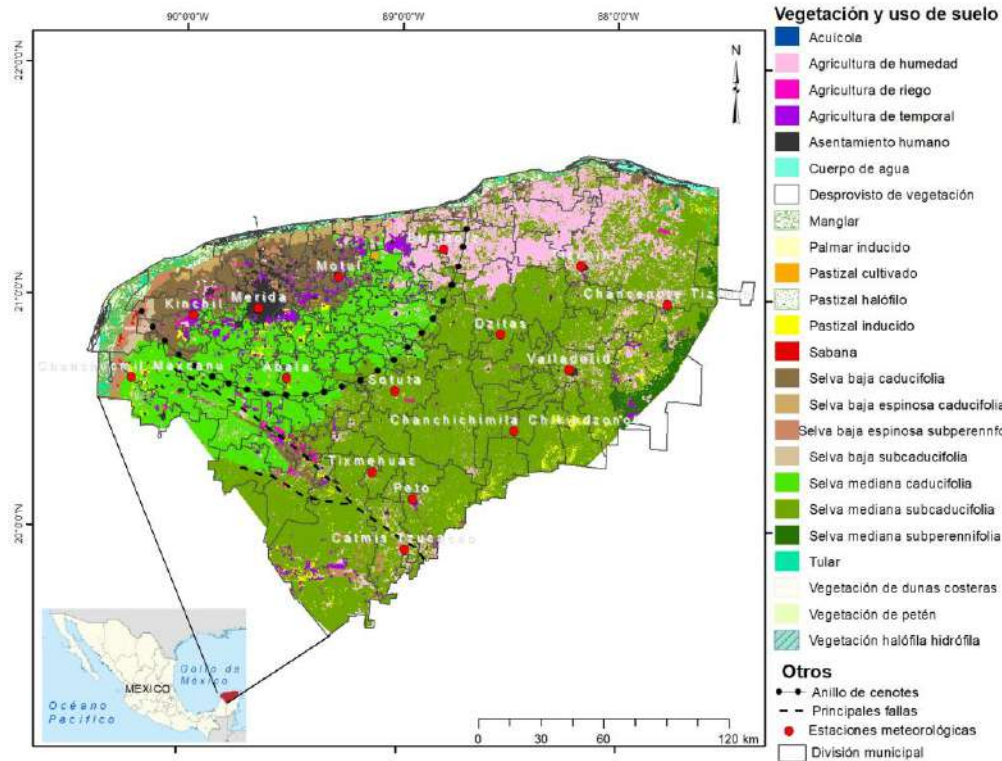 90°0'0"W
89°0'0"W
88°0'0"W
22°0'0"N
21°0'0"N
20°0'0"N
N
Motul
Kinchil
Merida
Dzitas
Valladolid
Chanchucmil Maxcanu
Abala
Sotuta
Chanchichimila Chikindzono
Tixmehuac
Peto
Catmis Tzucacab
Golfo de
México
MÉXICO
Océano
Pacífico
0 30 60 120 km
Vegetación y uso de suelo
Acuícola
Agricultura de humedad
Agricultura de riego
Agricultura de temporal
Asentamiento humano
Cuerpo de agua
Desprovisto de vegetación
Manglar
Palmar inducido
Pastizal cultivado
Pastizal halófilo
Pastizal inducido
Sabana
Selva baja caducifolia
Selva baja espinosa caducifolia
Selva baja espinosa subperennifo
Selva baja subcaducifolia
Selva mediana caducifolia
Selva mediana subcaducifolia
Selva mediana subperennifolia
Tular
Vegetación de dunas costeras
Vegetación de petén
Vegetación halófila hidrófila
Otros
Anillo de cenotes
Principales fallas
Estaciones meteorológicas
División municipal